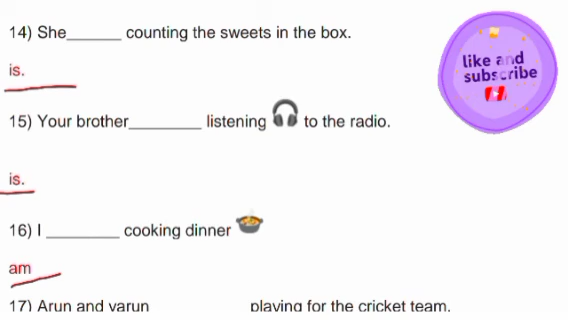 14) She______ counting the sweets in the box.
like and
subscribe
is.
15) Your brother________ listening to the radio.
is.
16) I ________ cooking dinner
am
17) Arun and varun ___________ playing for the cricket team.